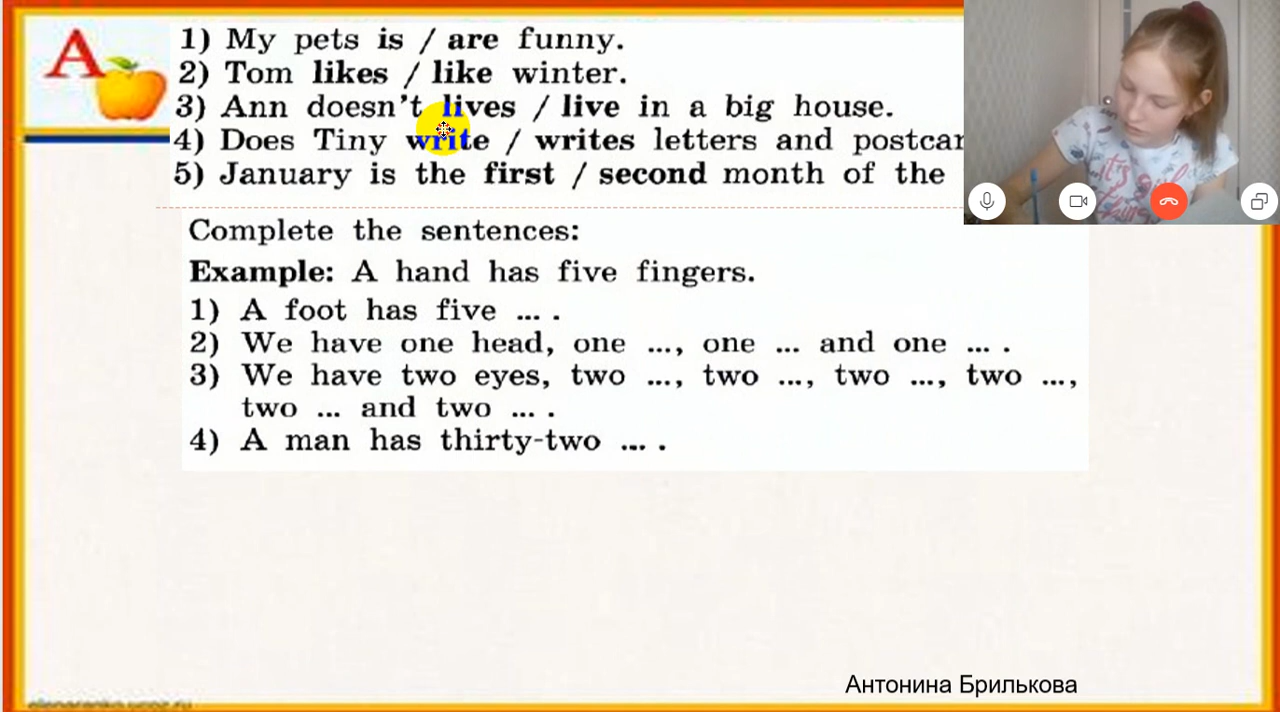 A
1) My pets is / are funny.
2) Tom likes / like winter.
3) Ann doesn't lives / live in a big house.
4) Does Tiny write / writes letters and postcar
5) January is the first / second month of the
Complete the sentences:
Example: A hand has five fingers.
1) A foot has five ... .
2) We have one head, one ..., one ... and one ... .
3) We have two eyes, two ..., two ..., two ..., two ...,
two ... and two ... .
4) A man has thirty-two ... .
Антонина Брилькова